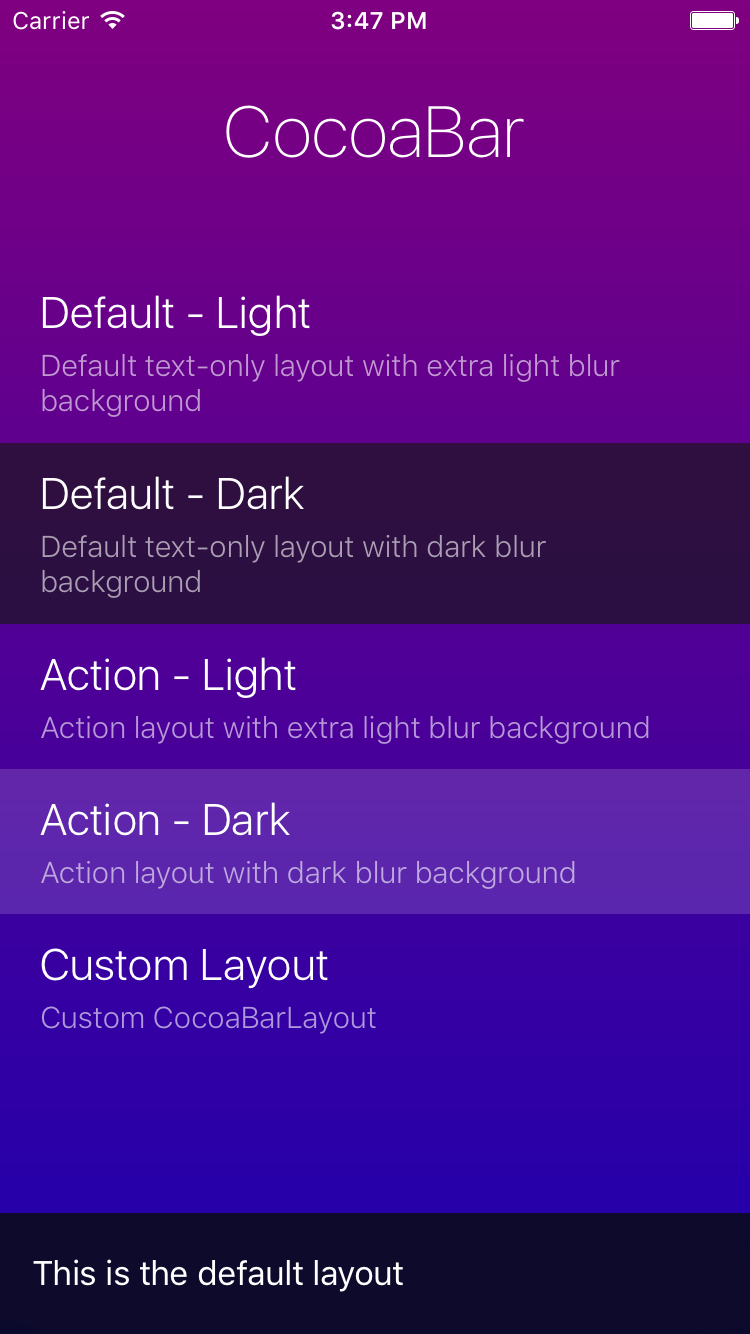 Carrier 3:47 PM
CocoaBar
Default - Light
Default text-only layout with extra light blur
background
Default - Dark
Default text-only layout with dark blur
background
Action - Light
Action layout with extra light blur background
Action - Dark
Action layout with dark blur background
Custom Layout
Custom CocoaBarLayout
This is the default layout